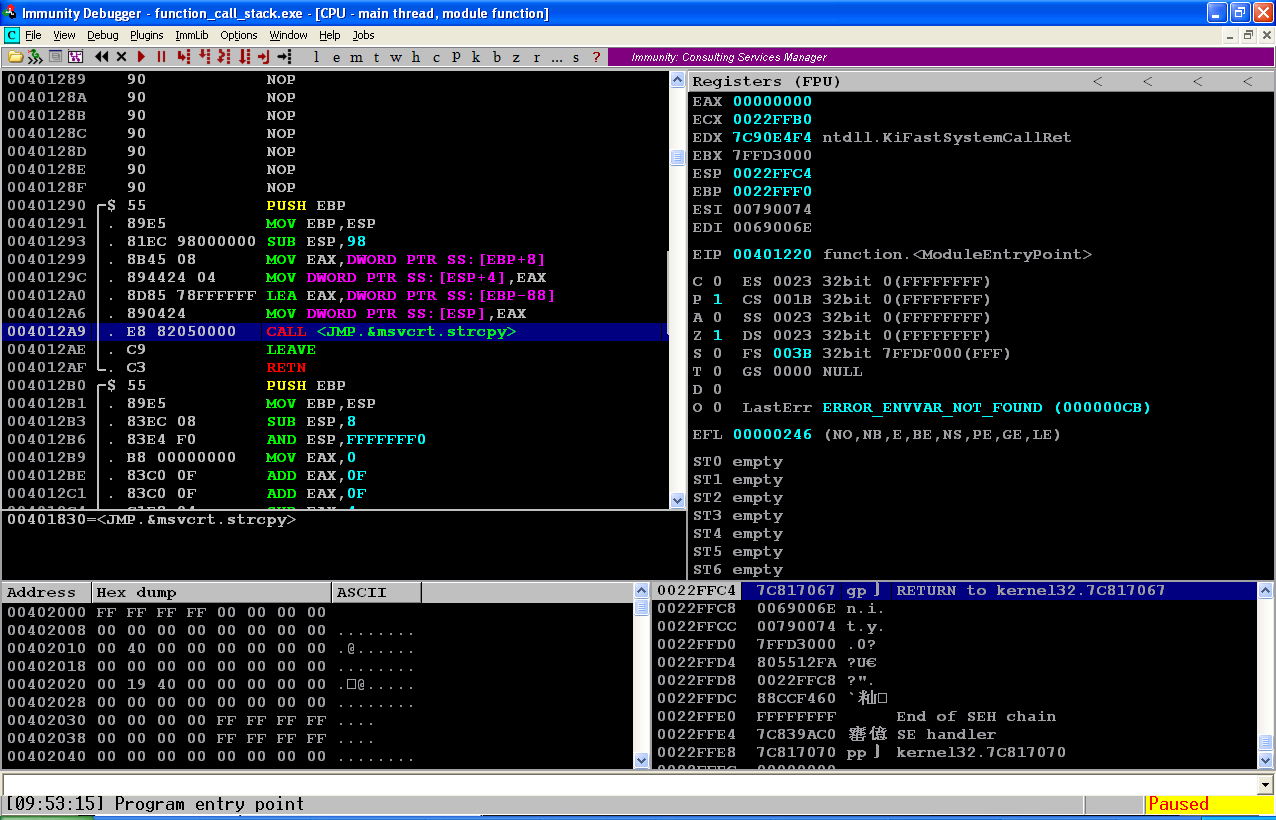 Immunity Debugger - function_call_stack.exe - [CPU - main thread, module function]
C File View Debug Plugins ImmLib Options Window Help Jobs
l e m t w h c P k b z r ... s ? Immunity: Consulting Services Manager
00401289 90 NOP
0040128A 90 NOP
0040128B 90 NOP
0040128C 90 NOP
0040128D 90 NOP
0040128E 90 NOP
0040128F 90 NOP
00401290 $ 55 PUSH EBP
00401291 . 89E5 MOV EBP,ESP
00401293 . 81EC 98000000 SUB ESP,98
00401299 . 8B45 08 MOV EAX,DWORD PTR SS:[EBP+8]
0040129C . 894424 04 MOV DWORD PTR SS:[ESP+4],EAX
004012A0 . 8D85 78FFFFFF LEA EAX,DWORD PTR SS:[EBP-88]
004012A6 . 890424 MOV DWORD PTR SS:[ESP],EAX
004012A9 . E8 82050000 CALL <JMP.&msvcrt.strcpy>
004012AE . C9 LEAVE
004012AF . C3 RETN
004012B0 $ 55 PUSH EBP
004012B1 . 89E5 MOV EBP,ESP
004012B3 . 83EC 08 SUB ESP,8
004012B6 . 83E4 F0 AND ESP,FFFFFFF0
004012B9 . B8 00000000 MOV EAX,0
004012BE . 83C0 0F ADD EAX,0F
004012C1 . 83C0 0F ADD EAX,0F
00401830=<JMP.&msvcrt.strcpy>
Registers (FPU) < < < <
EAX 00000000
ECX 0022FFB0
EDX 7C90E4F4 ntdll.KiFastSystemCallRet
EBX 7FFD3000
ESP 0022FFC4
EBP 0022FFF0
ESI 00790074
EDI 0069006E
EIP 00401220 function.<ModuleEntryPoint>
C 0 ES 0023 32bit 0(FFFFFFFF)
P 1 CS 001B 32bit 0(FFFFFFFF)
A 0 SS 0023 32bit 0(FFFFFFFF)
Z 1 DS 0023 32bit 0(FFFFFFFF)
S 0 FS 003B 32bit 7FFDF000(FFF)
T 0 GS 0000 NULL
D 0
O 0 LastErr ERROR_ENVVAR_NOT_FOUND (000000CB)
EFL 00000246 (NO,NB,E,BE,NS,PE,GE,LE)
ST0 empty
ST1 empty
ST2 empty
ST3 empty
ST4 empty
ST5 empty
ST6 empty
Address Hex dump ASCII
00402000 FF FF FF FF 00 00 00 00
00402008 00 00 00 00 00 00 00 00 ........
00402010 00 40 00 00 00 00 00 00 .@......
00402018 00 00 00 00 00 00 00 00 ........
00402020 00 19 40 00 00 00 00 00 .□@.....
00402028 00 00 00 00 00 00 00 00 ........
00402030 00 00 00 00 FF FF FF FF ....
00402038 00 00 00 00 FF FF FF FF ....
00402040 00 00 00 00 00 00 00 00 ........
0022FFC4 7C817067 gp RETURN to kernel32.7C817067
0022FFC8 0069006E n.i.
0022FFCC 00790074 t.y.
0022FFD0 7FFD3000 .0?
0022FFD4 805512FA ?U€
0022FFD8 0022FFC8 ?".
0022FFDC 88CCF460 `籼□
0022FFE0 FFFFFFFF End of SEH chain
0022FFE4 7C839AC0 SE handler
0022FFE8 7C817070 pp kernel32.7C817070
[09:53:15] Program entry point
Paused